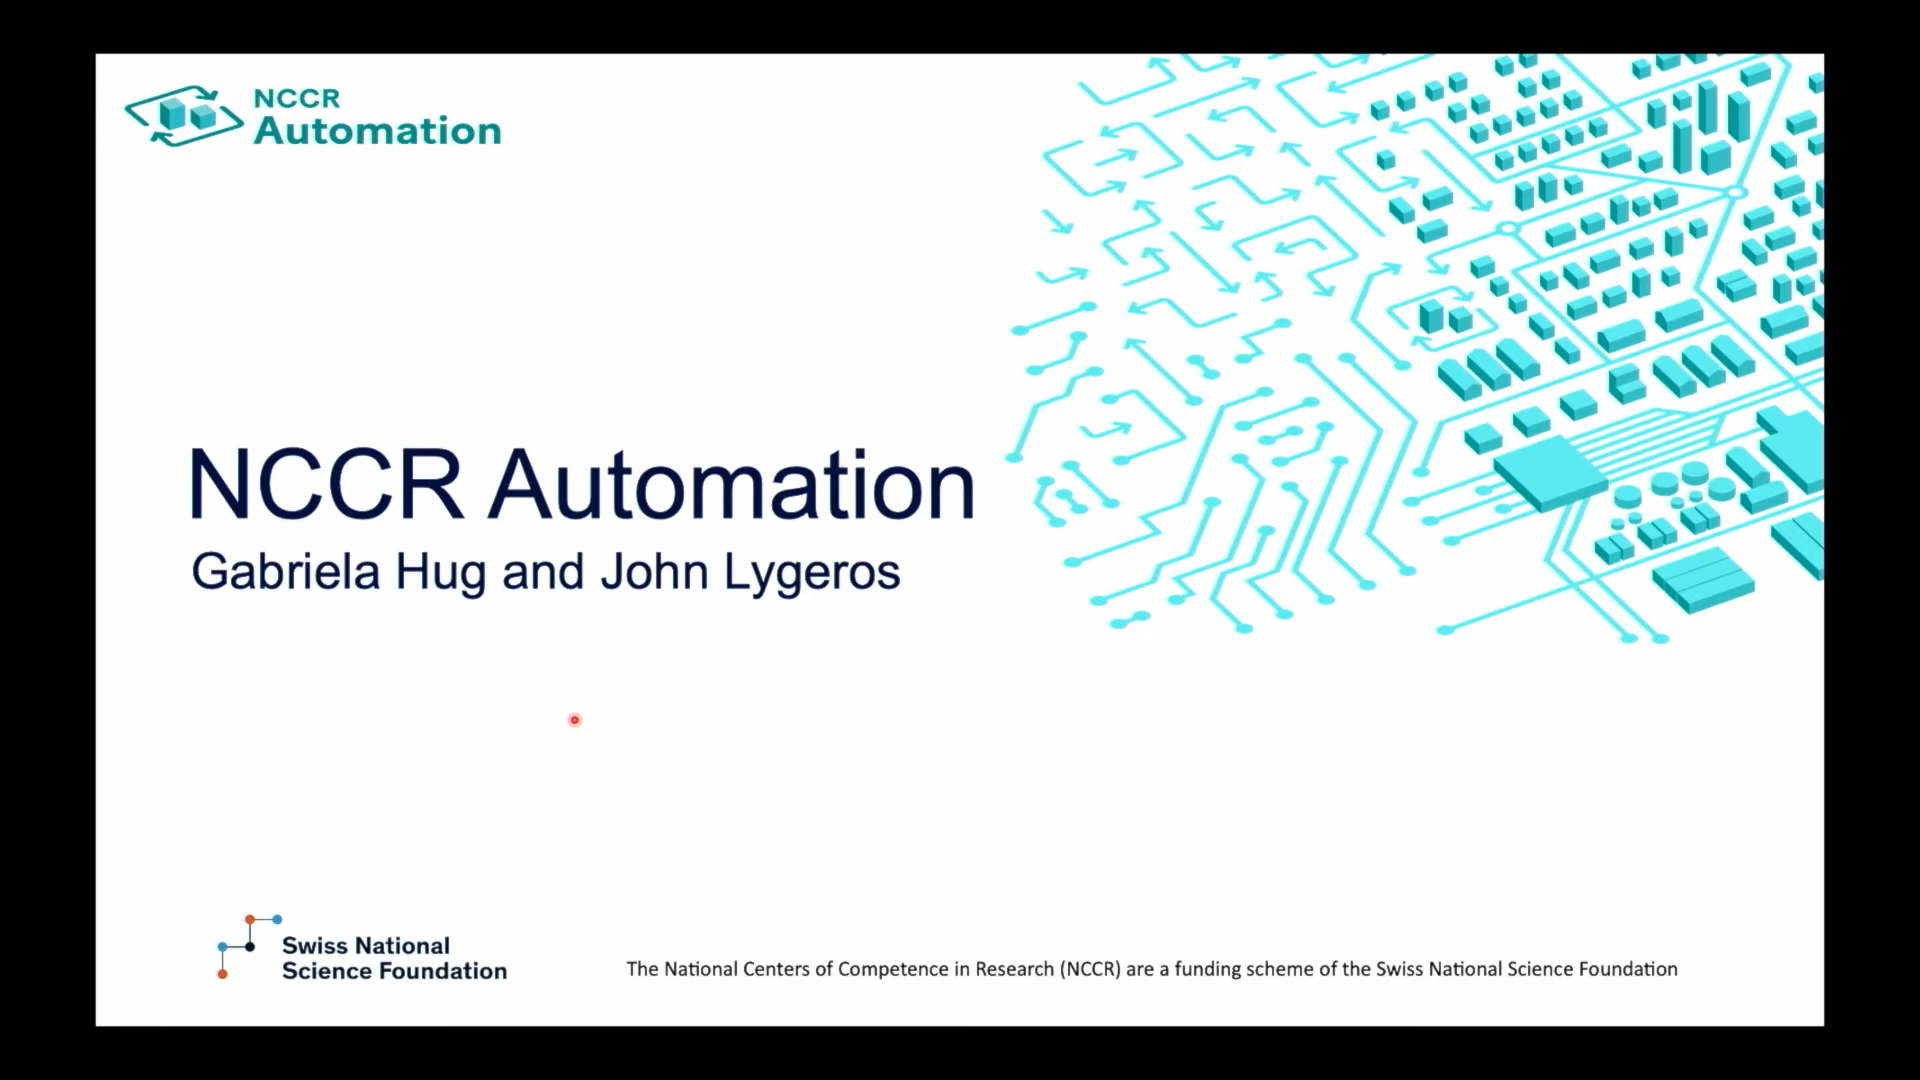 NCCR
Automation
NCCR Automation
Gabriela Hug and John Lygeros
Swiss National
Science Foundation
The National Centers of Competence in Research (NCCR) are a funding scheme of the Swiss National Science Foundation